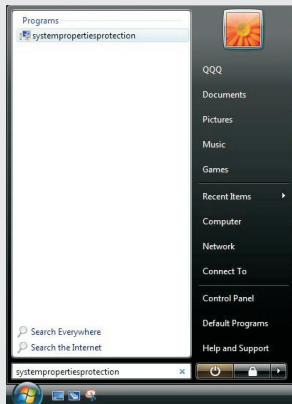 Programs
systempropertiesprotection
Search Everywhere
Search the Internet
systempropertiesprotection
QQQ
Documents
Pictures
Music
Games
Recent Items
Computer
Network
Connect To
Control Panel
Default Programs
Help and Support